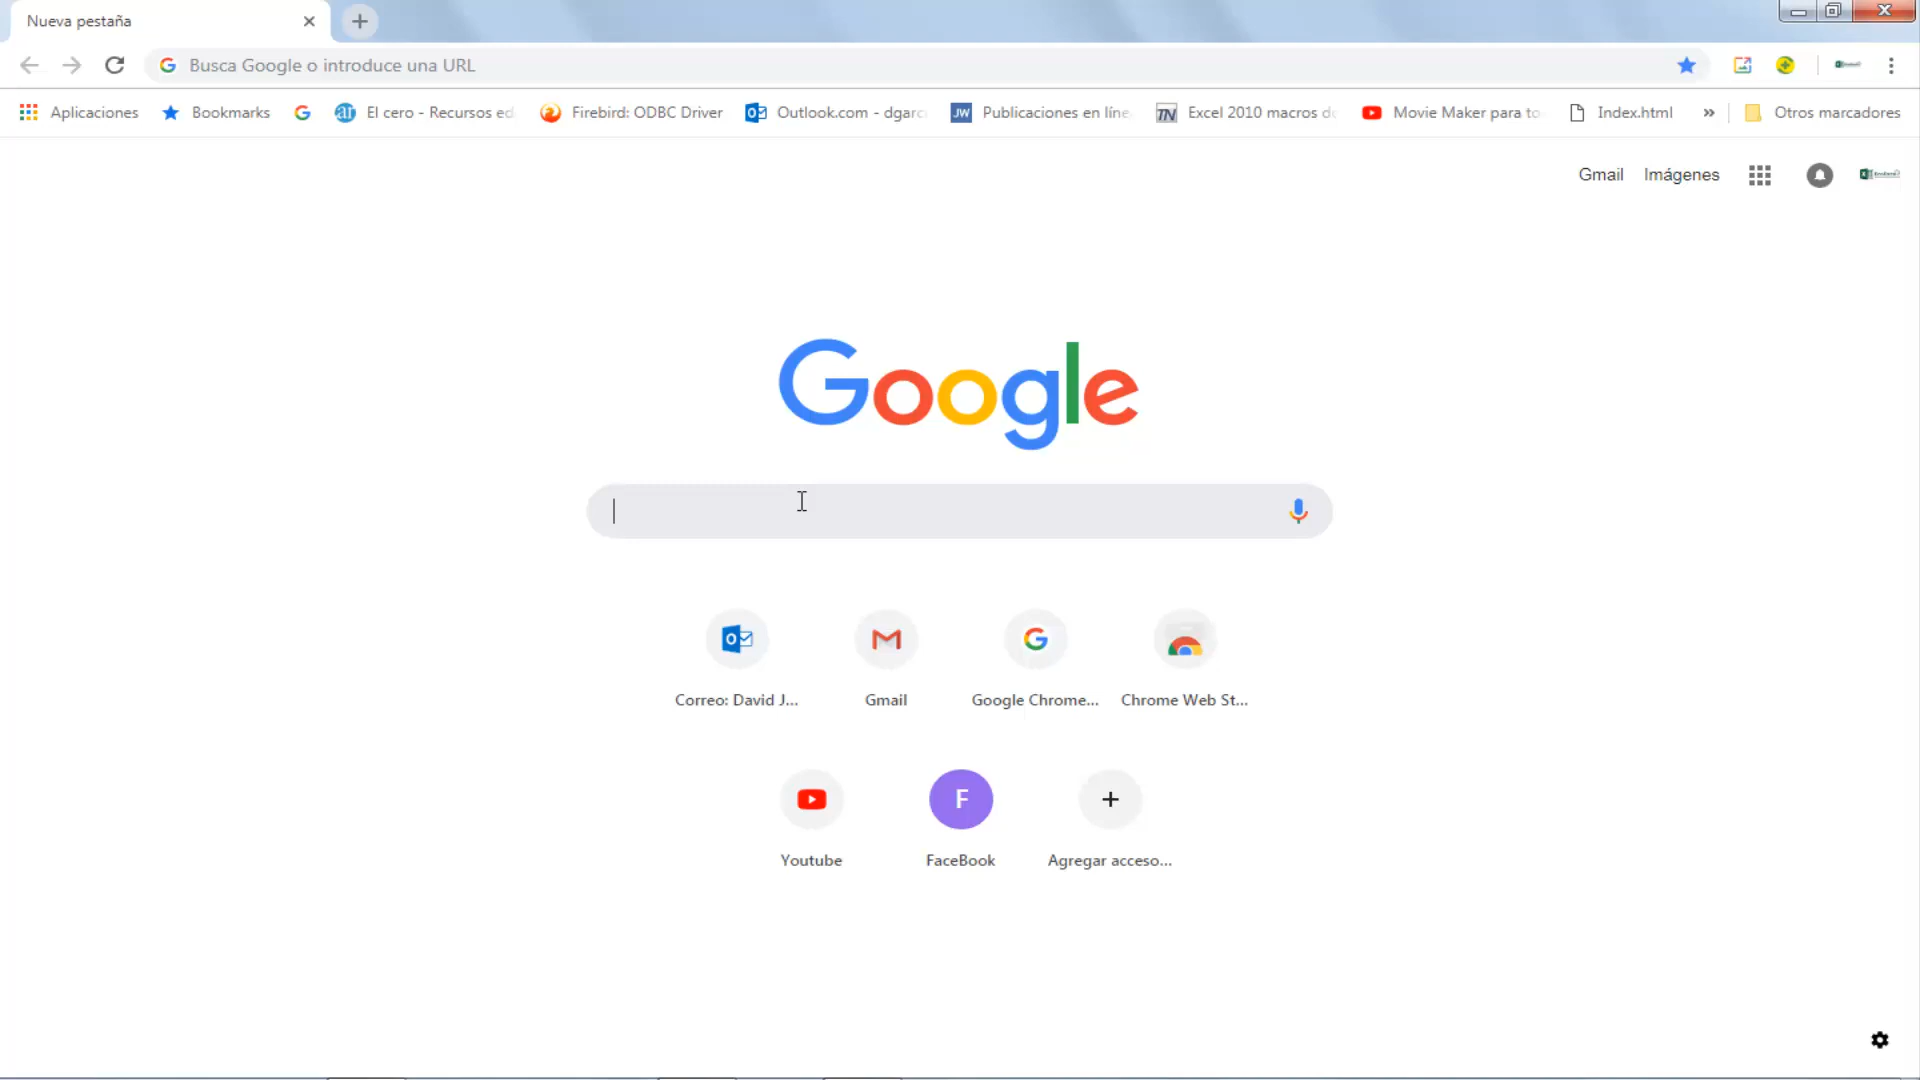 Nueva pestaña
Busca Google o introduce una URL
Aplicaciones Bookmarks El cero - Recursos ed Firebird: ODBC Driver Outlook.com - dgarc Publicaciones en líne Excel 2010 macros d Movie Maker para to Index.html » Otros marcadores
Gmail Imágenes
Google
Correo: David J... Gmail Google Chrome... Chrome Web St...
F
Youtube FaceBook Agregar acceso...